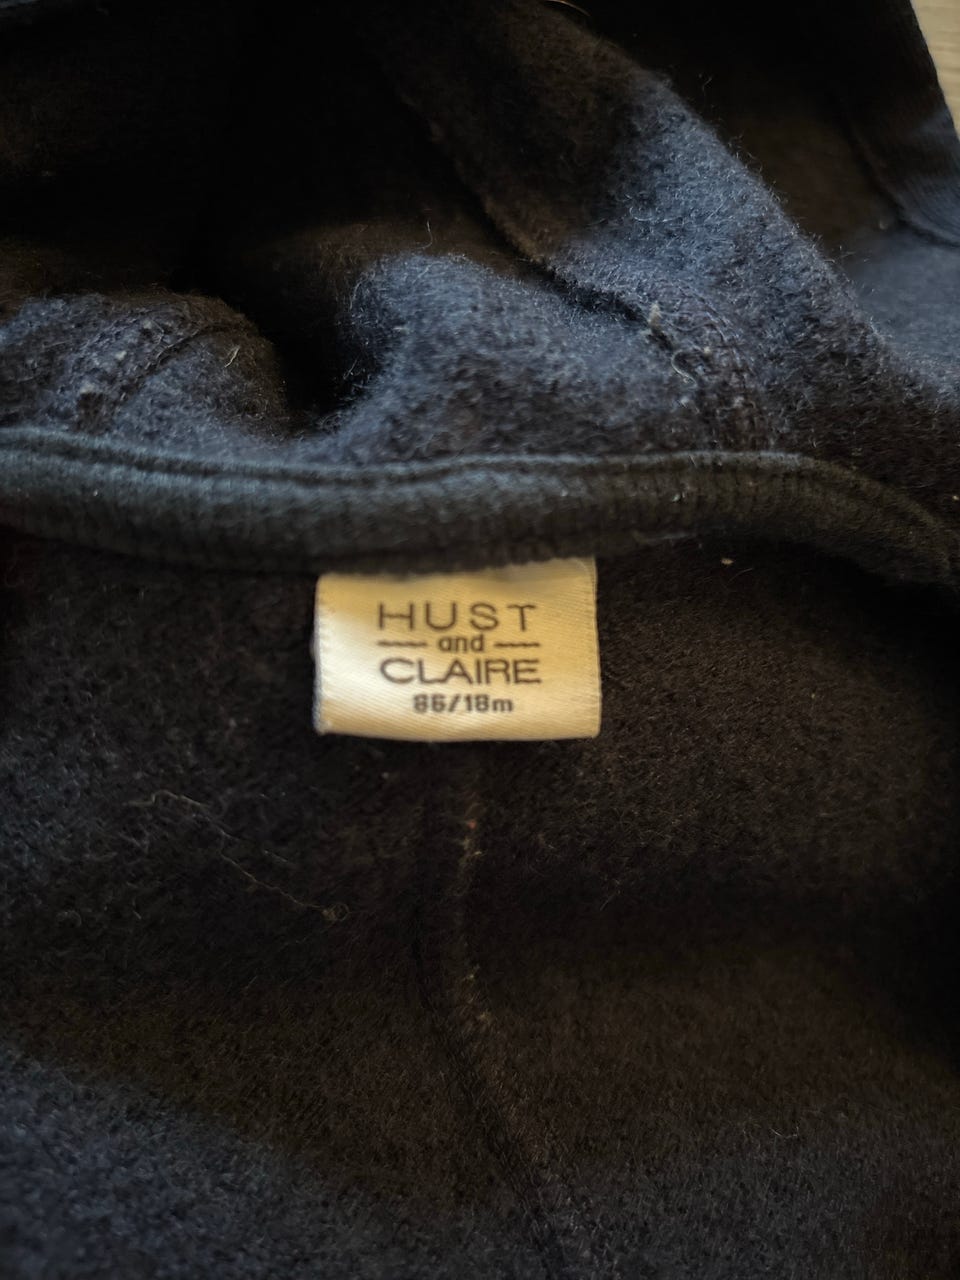 HUST
and
CLAIRE
86/18m